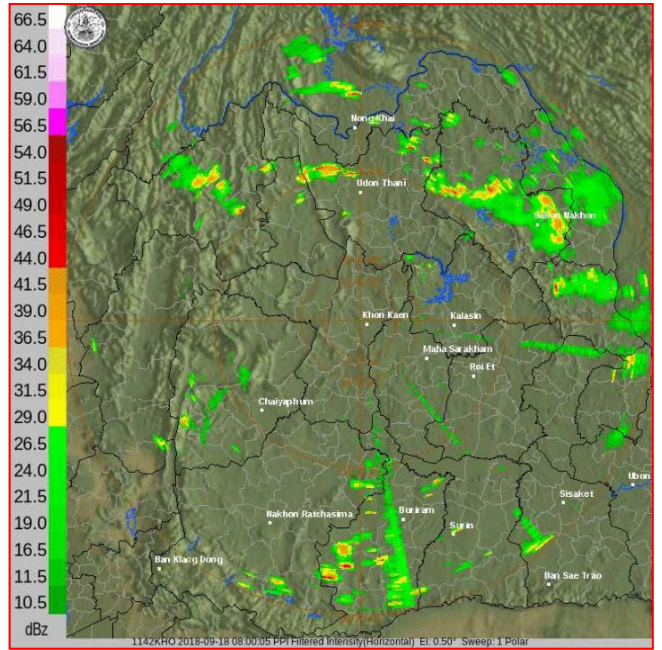 66.5
64.0
61.5
59.0
56.5
54.0
51.5
49.0
46.5
44.0
41.5
39.0
36.5
34.0
31.5
29.0
26.5
24.0
21.5
19.0
16.5
11.5
10.5
dBz
Nong Khai
Udon Thani
Sakon Nakhon
Khon Kaen
Kalasin
Maha Sarakham
Roi Et
Chaiyaphum
Ubon
Sisaket
Nakhon Ratchasima
Buriram
Surin
Ban Klang Dong
Ban Sae Trao
1142KHO 2018-09-18 08:00:05 PPI Filtered Intensity(Horizontal) El: 0.50° Sweep: 1 Polar